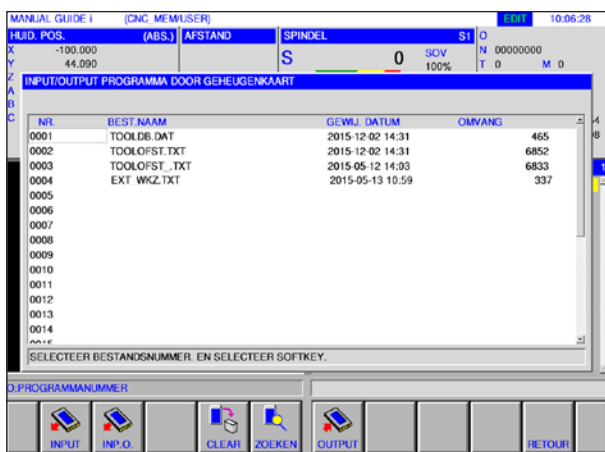 MANUAL GUIDE i (CNC_MEM/USER) EDIT 10:06:28
HUID. POS. (ABS.) AFSTAND SPINDEL S1 O
X -100.000 S 0 SOV 100% N 00000000
Y 44.090 T 0 M 0
Z
A INPUT/OUTPUT PROGRAMMA DOOR GEHEUGENKAART
B
C
NR. BEST.NAAM GEWIJ. DATUM OMVANG
0001 TOOLDB.DAT 2015-12-02 14:31 465
0002 TOOLOFST.TXT 2015-12-02 14:31 6852
0003 TOOLOFST_.TXT 2015-05-12 14:03 6833
0004 EXT_WKZ.TXT 2015-05-13 10:59 337
0005
0006
0007
0008
0009
0010
0011
0012
0013
0014
SELECTEER BESTANDSNUMMER. EN SELECTEER SOFTKEY.
O:PROGRAMMANUMMER
INPUT INP.O. CLEAR ZOEKEN OUTPUT RETOUR